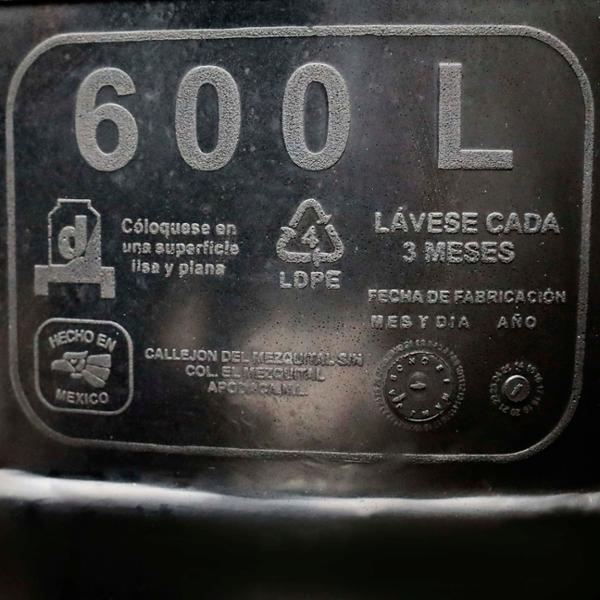 600 L
d
Cóloquese en
una superficie
lisa y plana
4
LDPE
LÁVESE CADA
3 MESES
FECHA DE FABRICACIÓN
MES Y DIA AÑO
HECHO EN
MEXICO
CALLEJON DEL MEZQUITAL S/N
COL. EL MEZQUITAL
APODACA, N.L.